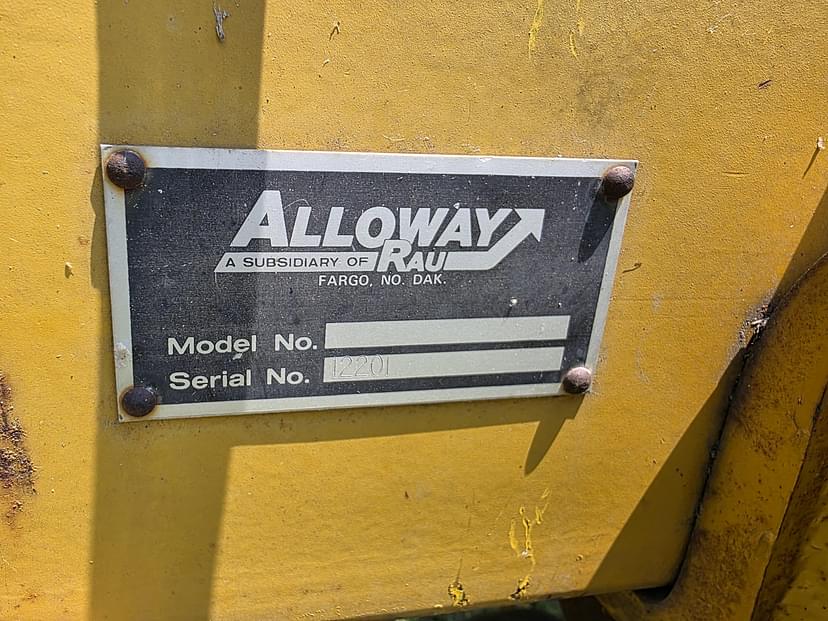 ALLOWAY
A SUBSIDIARY OF RAU
FARGO, NO. DAK.
Model No.
Serial No. 12201